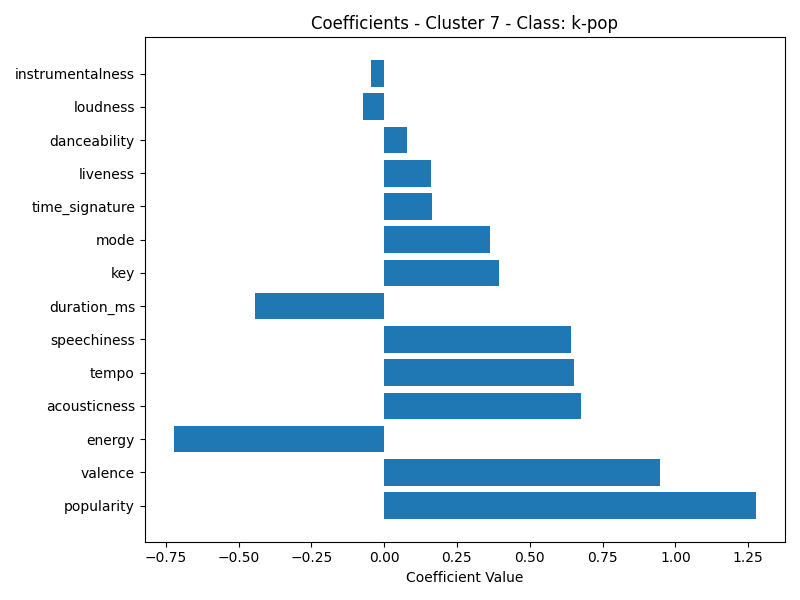 Coefficients - Cluster 7 - Class: k-pop
instrumentalness
loudness
danceability
liveness
time_signature
mode
key
duration_ms
speechiness
tempo
acousticness
energy
valence
popularity
−0.75 −0.50 −0.25 0.00 0.25 0.50 0.75 1.00 1.25
Coefficient Value